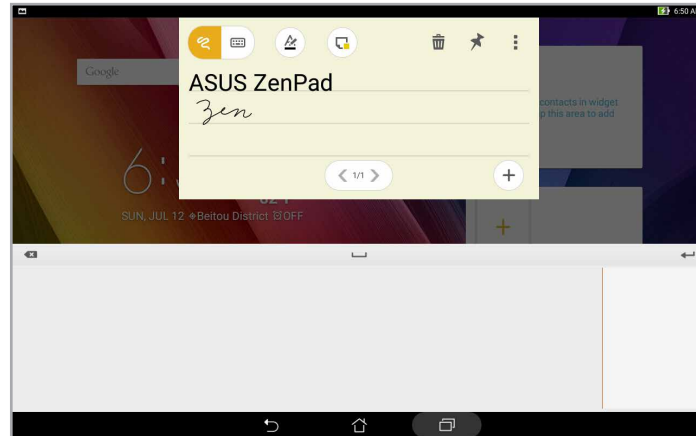 6:50 A
Google
ASUS ZenPad
Zen
contacts in widget
p this area to add
1/1
6:
SUN, JUL 12 Beitou District OFF